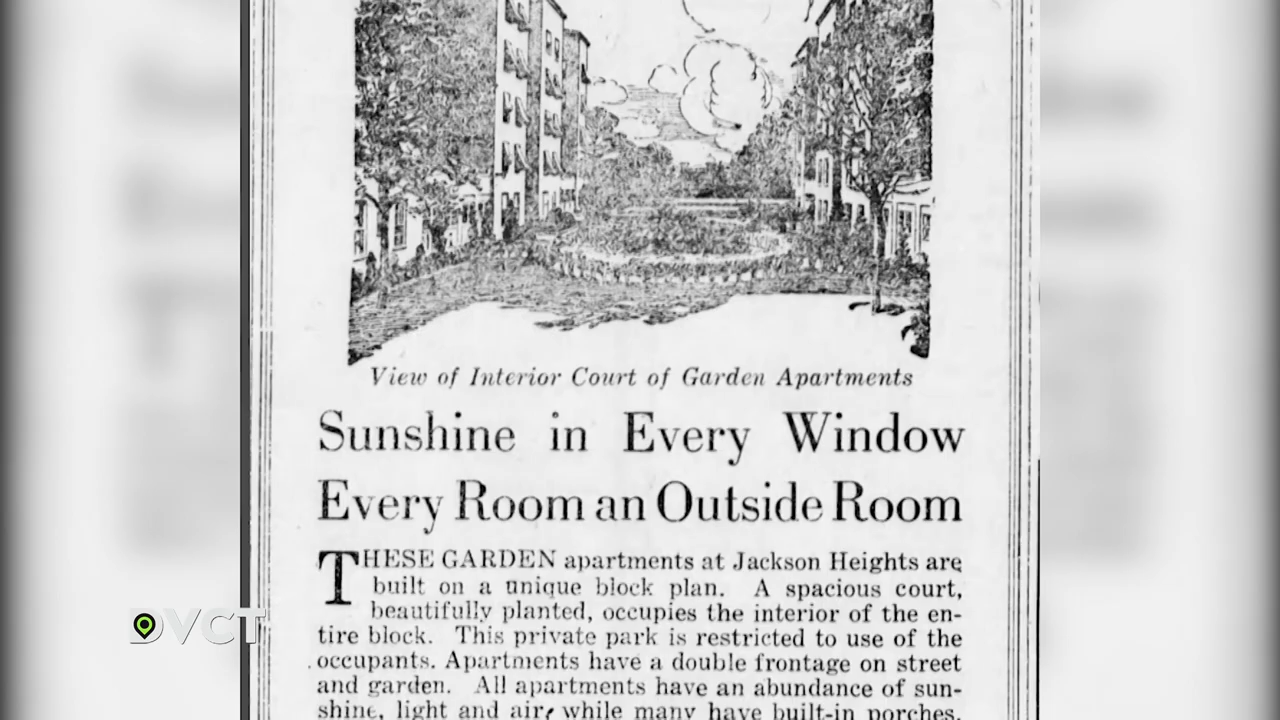 View of Interior Court of Garden Apartments
Sunshine in Every Window
Every Room an Outside Room
THESE GARDEN apartments at Jackson Heights are
built on a unique block plan. A spacious court,
beautifully planted, occupies the interior of the en-
tire block. This private park is restricted to use of the
occupants. Apartments have a double frontage on street
and garden. All apartments have an abundance of sun-
shine, light and air, while many have built-in porches.
DVCT